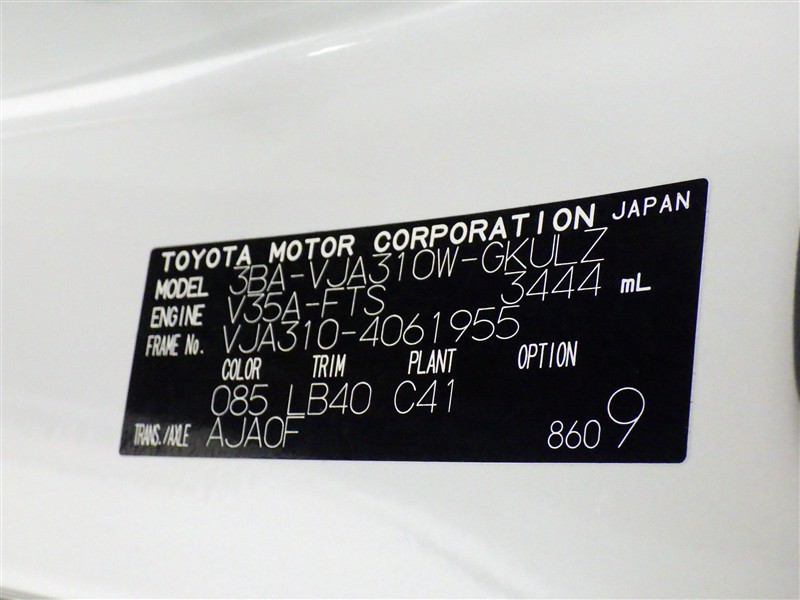 TOYOTA MOTOR CORPORATION JAPAN
MODEL 3BA-VJA310W-GKULZ
ENGINE V35A-FTS 3444 mL
FRAME No. VJA310-4061955
COLOR TRIM PLANT OPTION
085 LB40 C41
TRANS./AXLE AJA0F 8609